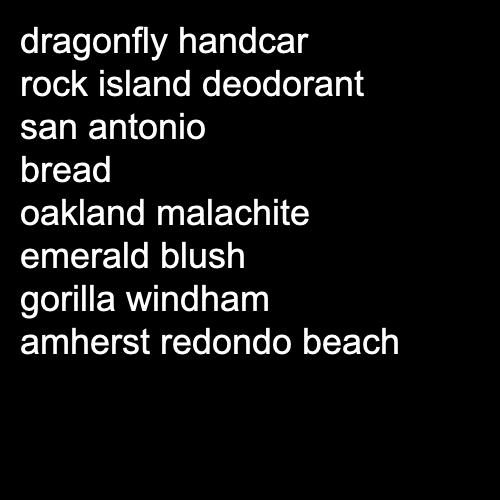 dragonfly handcar
rock island deodorant
san antonio
bread
oakland malachite
emerald blush
gorilla windham
amherst redondo beach